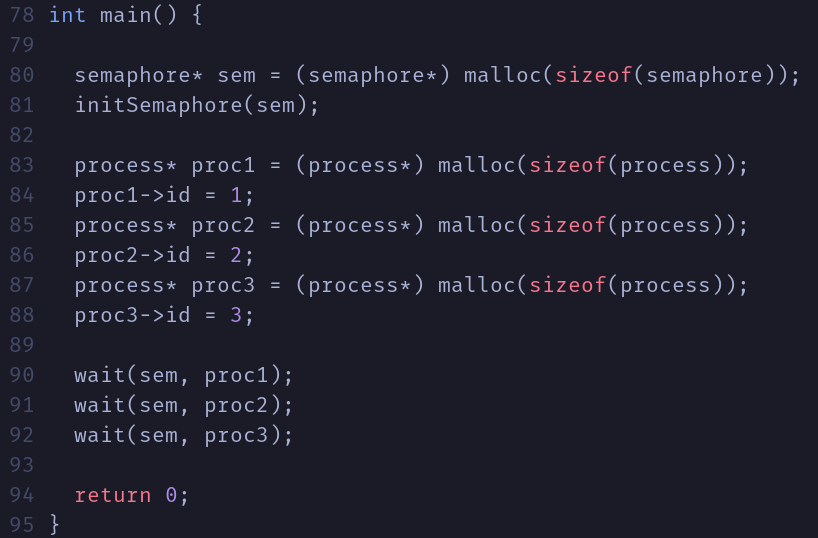 78 int main() {
79
80   semaphore* sem = (semaphore*) malloc(sizeof(semaphore));
81   initSemaphore(sem);
82
83   process* proc1 = (process*) malloc(sizeof(process));
84   proc1->id = 1;
85   process* proc2 = (process*) malloc(sizeof(process));
86   proc2->id = 2;
87   process* proc3 = (process*) malloc(sizeof(process));
88   proc3->id = 3;
89
90   wait(sem, proc1);
91   wait(sem, proc2);
92   wait(sem, proc3);
93
94   return 0;
95 }